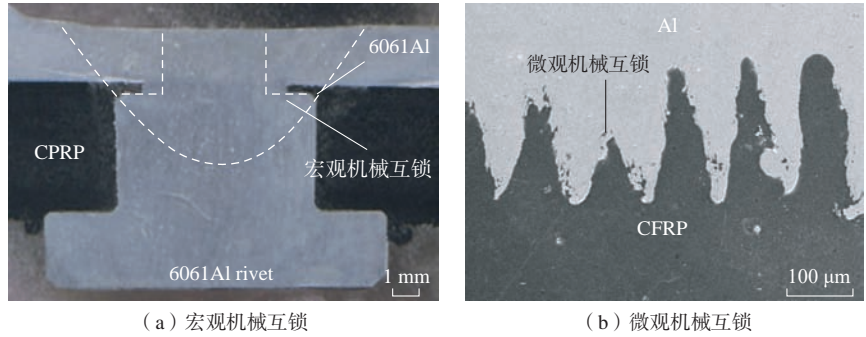 6061Al
CPRP
宏观机械互锁
6061Al rivet
1 mm
(a)宏观机械互锁
Al
微观机械互锁
CFRP
100 μm
(b)微观机械互锁